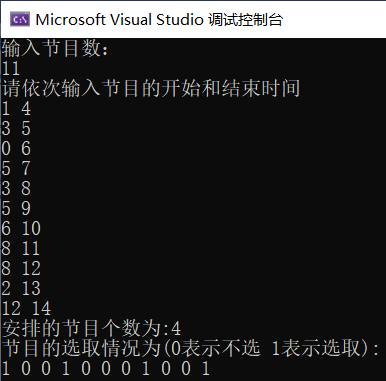 Microsoft Visual Studio 调试控制台
输入节目数:
11
请依次输入节目的开始和结束时间
1 4
3 5
0 6
5 7
3 8
5 9
6 10
8 11
8 12
2 13
12 14
安排的节目个数为:4
节目的选取情况为(0表示不选 1表示选取):
1 0 0 1 0 0 0 1 0 0 1